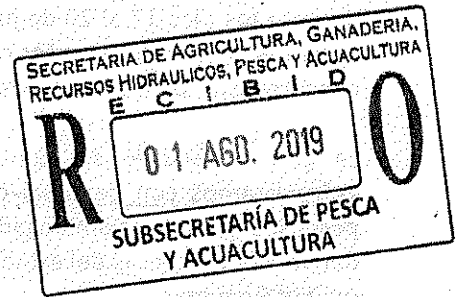 SECRETARIA DE AGRICULTURA, GANADERIA,
RECURSOS HIDRAULICOS, PESCA Y ACUACULTURA
R E C I B I D O
01 AGO. 2019
SUBSECRETARÍA DE PESCA
Y ACUACULTURA